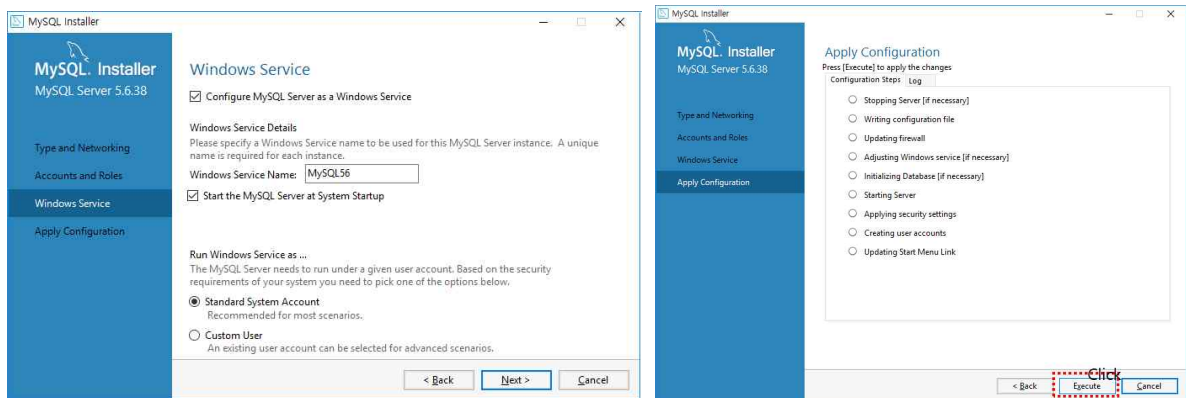 MySQL Installer
MySQL. Installer
MySQL Server 5.6.38
Type and Networking
Accounts and Roles
Windows Service
Apply Configuration
Windows Service
Configure MySQL Server as a Windows Service
Windows Service Details
Please specify a Windows Service name to be used for this MySQL Server instance. A unique
name is required for each instance.
Windows Service Name: MySQL56
Start the MySQL Server at System Startup
Run Windows Service as ...
The MySQL Server needs to run under a given user account. Based on the security
requirements of your system you need to pick one of the options below.
Standard System Account
Recommended for most scenarios.
Custom User
An existing user account can be selected for advanced scenarios.
< Back Next > Cancel
MySQL Installer
MySQL. Installer
MySQL Server 5.6.38
Type and Networking
Accounts and Roles
Windows Service
Apply Configuration
Apply Configuration
Press [Execute] to apply the changes
Configuration Steps Log
Stopping Server [if necessary]
Writing configuration file
Updating firewall
Adjusting Windows service [if necessary]
Initializing Database [if necessary]
Starting Server
Applying security settings
Creating user accounts
Updating Start Menu Link
Click
< Back Execute Cancel